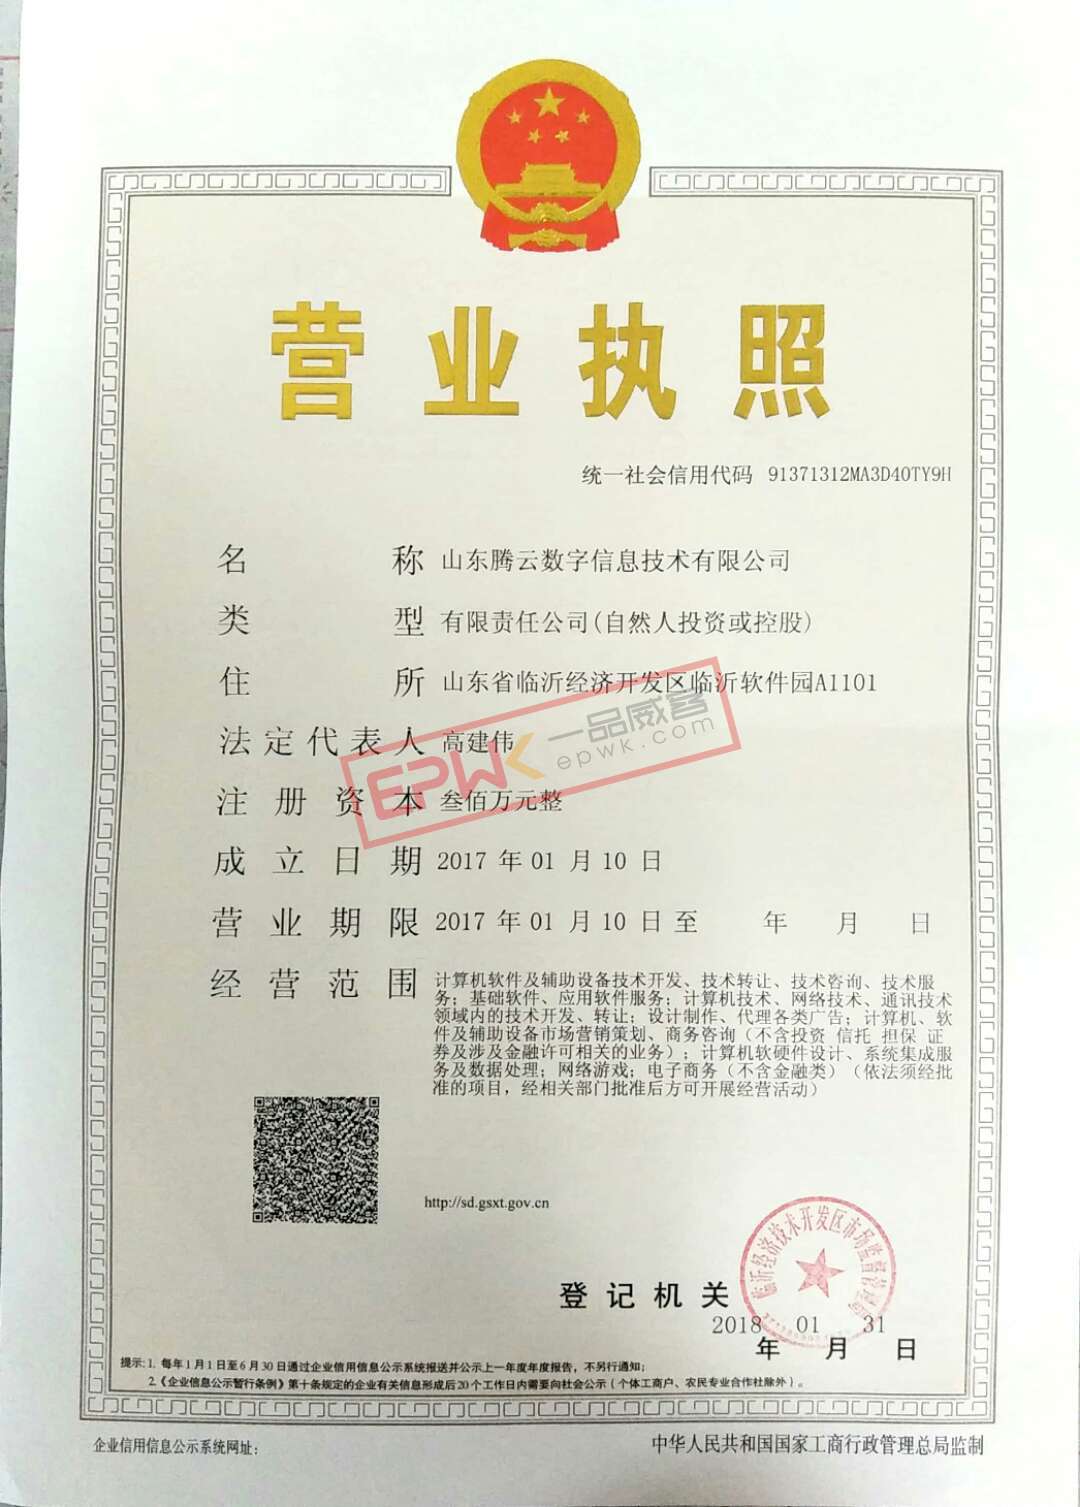 营业执照
统一社会信用代码 91371312MA3D40TY9H
名称 山东腾云数字信息技术有限公司
类型 有限责任公司(自然人投资或控股)
住所 山东省临沂经济开发区临沂软件园A1101
法定代表人 高建伟
注册资本 叁佰万元整
EPWK 一品威客
epwk.com
成立日期 2017 年 01 月 10 日
营业期限 2017 年 01 月 10 日 至 年 月 日
经营范围 计算机软件及辅助设备技术开发、技术转让、技术咨询、技术服
务；基础软件、应用软件服务；计算机技术、网络技术、通讯技术
领域内的技术开发、转让；设计制作、代理各类广告；计算机、软
件及辅助设备市场营销策划、商务咨询（不含投资 信托 担保 证
券及涉及金融许可相关的业务）；计算机软硬件设计、系统集成服
务及数据处理；网络游戏；电子商务（不含金融类）（依法须经批
准的项目，经相关部门批准后方可开展经营活动）
http://sd.gsxt.gov.cn
临沂经济技术开发区市场监督管理局
登记机关
2018 01 31
年 月 日
提示:1. 每年1月1日至6月30日通过企业信用信息公示系统报送并公示上一年度年度报告，不另行通知；
2.《企业信息公示暂行条例》第十条规定的企业有关信息形成后20个工作日内需要向社会公示（个体工商户、农民专业合作社除外）。
企业信用信息公示系统网址：
中华人民共和国国家工商行政管理总局监制